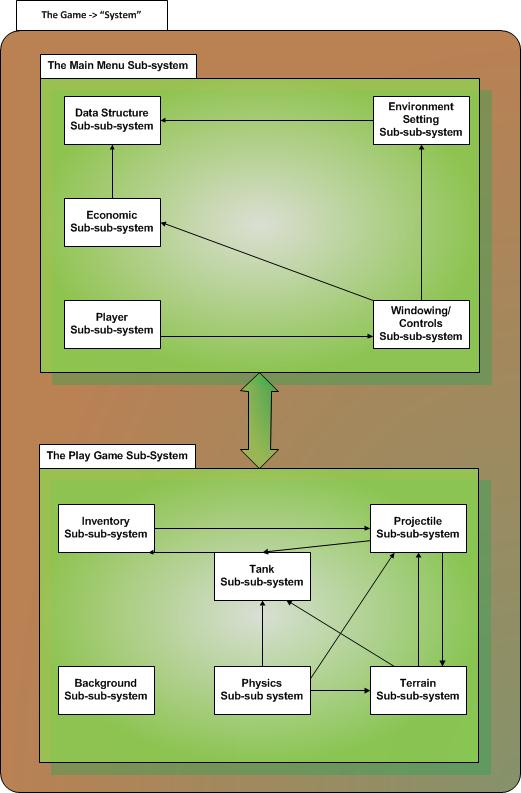 The Game -> “System”
The Main Menu Sub-system
Data Structure
Sub-sub-system
Environment
Setting
Sub-sub-system
Economic
Sub-sub-system
Player
Sub-sub-system
Windowing/
Controls
Sub-sub-system
The Play Game Sub-System
Inventory
Sub-sub-system
Projectile
Sub-sub-system
Tank
Sub-sub-system
Background
Sub-sub-system
Physics
Sub-sub system
Terrain
Sub-sub-system